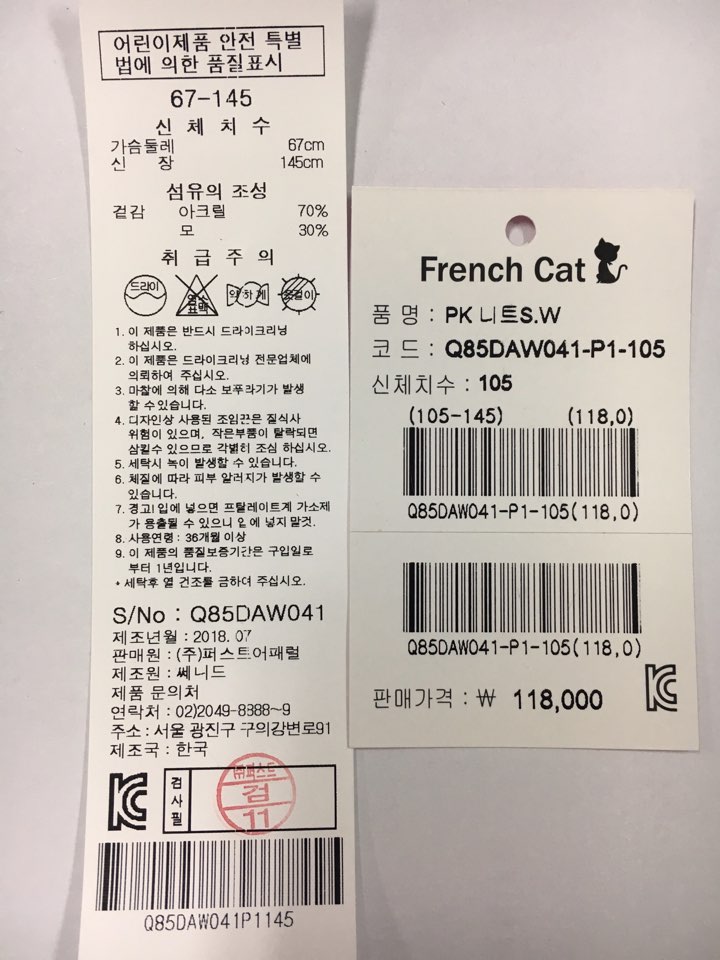 어린이제품 안전 특별
법에 의한 품질표시
67-145
신 체 치 수
가슴둘레 67cm
신 장 145cm
섬유의 조성
겉감 아크릴 70%
모 30%
취 급 주 의
드라이 염소 표백 약하게 옷걸이
1. 이 제품은 반드시 드라이크리닝
하십시오.
2. 이 제품은 드라이크리닝 전문업체에
의뢰하여 주십시오.
3. 마찰에 의해 다소 보푸라기가 발생
할 수 있습니다.
4. 디자인상 사용된 조임끈은 질식사
위험이 있으며, 작은부품이 탈락되면
삼킬수 있으므로 각별히 조심 하십시오.
5. 세탁시 녹이 발생할 수 있습니다.
6. 체질에 따라 피부 알러지가 발생할 수
있습니다.
7. 경고! 입에 넣으면 프탈레이트계 가소제
가 용출될 수 있으니 입에 넣지 말것.
8. 사용연령 : 36개월 이상
9. 이 제품의 품질보증기간은 구입일로
부터 1년입니다.
* 세탁후 열 건조를 금하여 주십시오.
S/No : Q85DAW041
제조년월 : 2018. 07
판매원 : (주)퍼스트어패럴
제조원 : 쎄니드
제품 문의처
연락처 : 02)2049-8888~9
주소 : 서울 광진구 구의강변로91
제조국 : 한국
KC 검사필 검 11
Q85DAW041P1145
French Cat
품 명 : PK 니트S.W
코 드 : Q85DAW041-P1-105
신체치수 : 105
(105-145) (118,0)
Q85DAW041-P1-105(118,0)
Q85DAW041-P1-105(118,0)
판매가격 : ₩ 118,000 KC